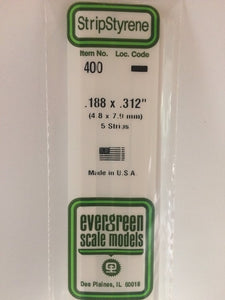 StripStyrene
Item No. Loc. Code
400
.188 x .312"
(4.8 x 7.9 mm)
5 Strips
Made in U.S.A.
evergreen
scale models
Des Plaines, IL 60018